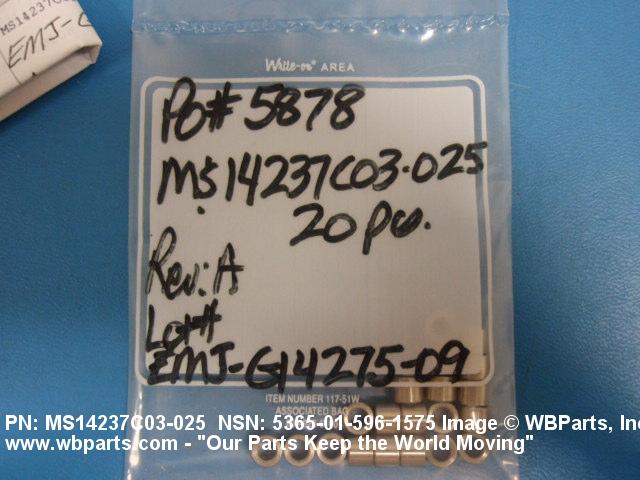 MS14237C0
EMJ-G
Write-on® AREA
PO# 5878
MS14237C03-025
20 pcs.
Rev: A
Lot#
EMJ-G14275-09
ITEM NUMBER 117-51W
ASSOCIATED BAG
PN: MS14237C03-025 NSN: 5365-01-596-1575 Image © WBParts, Inc
www.wbparts.com - "Our Parts Keep the World Moving"